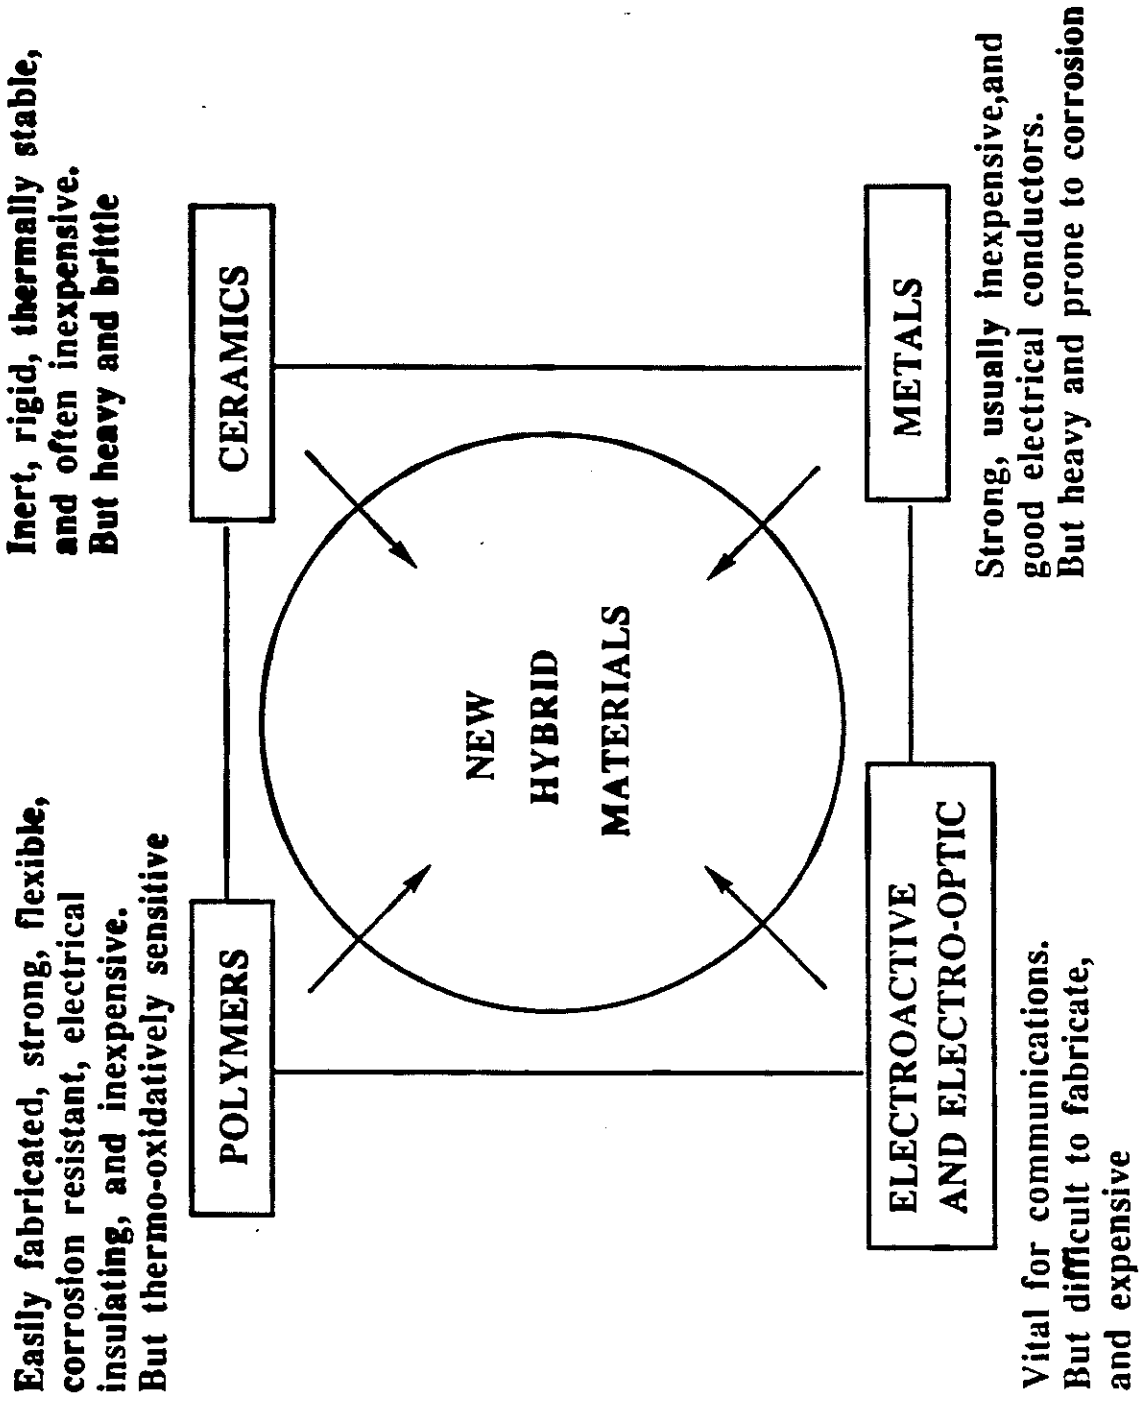 Easily fabricated, strong, flexible,
corrosion resistant, electrical
insulating, and inexpensive.
But thermo-oxidatively sensitive
Inert, rigid, thermally stable,
and often inexpensive.
But heavy and brittle
POLYMERS
CERAMICS
NEW
HYBRID
MATERIALS
ELECTROACTIVE
AND ELECTRO-OPTIC
METALS
Vital for communications.
But difficult to fabricate,
and expensive
Strong, usually inexpensive,and
good electrical conductors.
But heavy and prone to corrosion